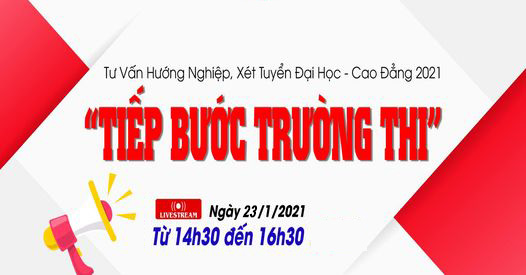 Tư Vấn Hướng Nghiệp, Xét Tuyển Đại Học - Cao Đẳng 2021
“TIẾP BƯỚC TRƯỜNG THI”
LIVESTREAM
Ngày 23/1/2021
Từ 14h30 đến 16h30